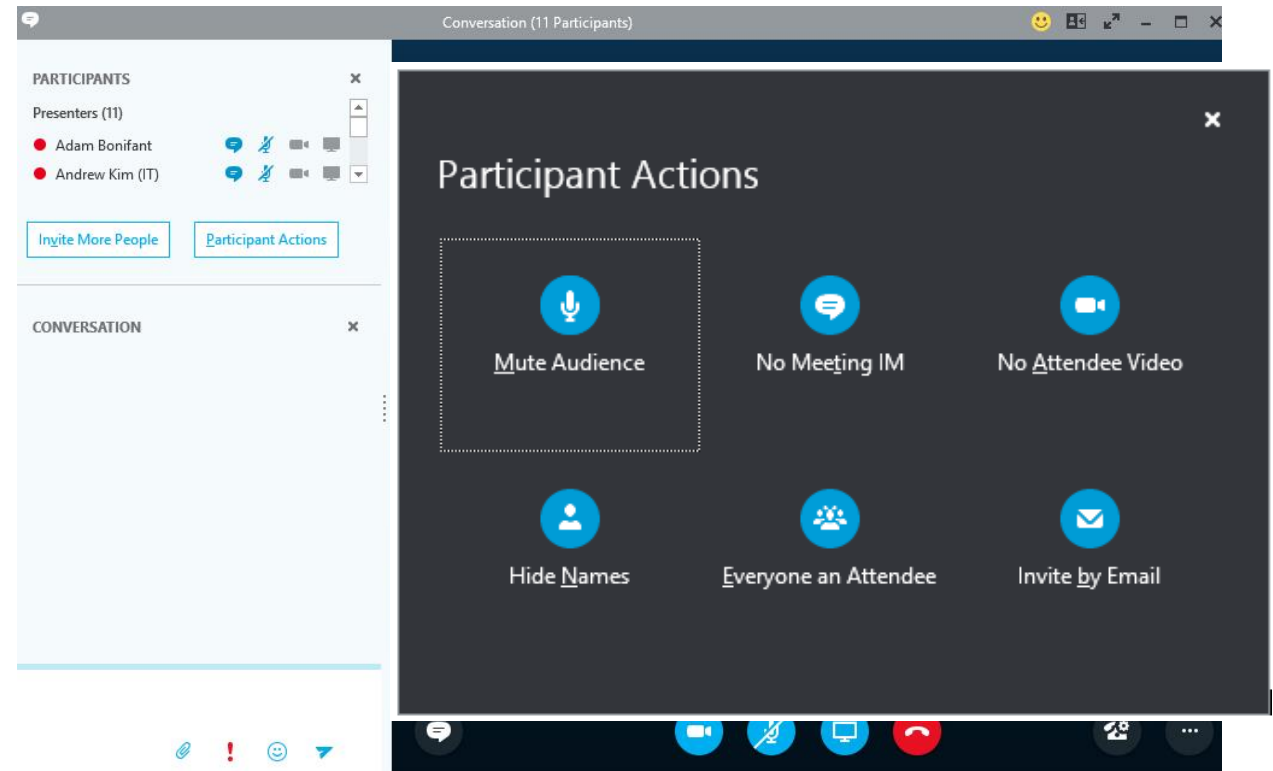 Conversation (11 Participants)
PARTICIPANTS
Presenters (11)
Adam Bonifant
Andrew Kim (IT)
Invite More People
Participant Actions
CONVERSATION
Participant Actions
Mute Audience
No Meeting IM
No Attendee Video
Hide Names
Everyone an Attendee
Invite by Email